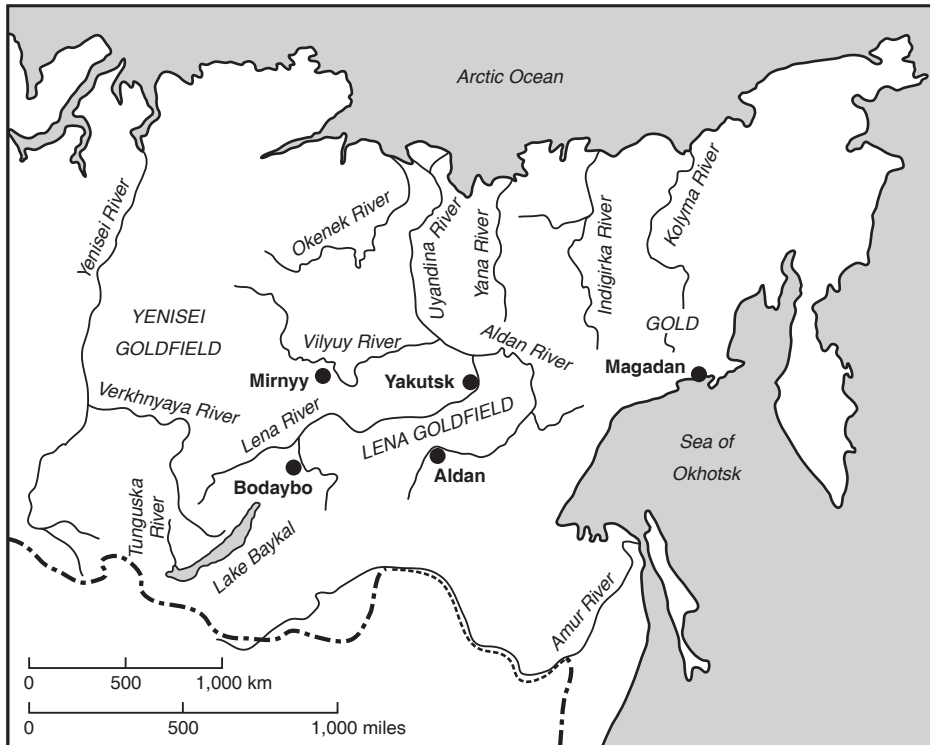 Arctic Ocean
Yenisei River
Okenek River
Uyandina River
Yana River
Indigirka River
Kolyma River
YENISEI
GOLDFIELD
Vilyuy River
Aldan River
GOLD
Mirnyy
Yakutsk
Magadan
Verkhnyaya River
Lena River
LENA GOLDFIELD
Sea of
Okhotsk
Bodaybo
Aldan
Tunguska
River
Lake Baykal
Amur River
0 500 1,000 km
0 500 1,000 miles